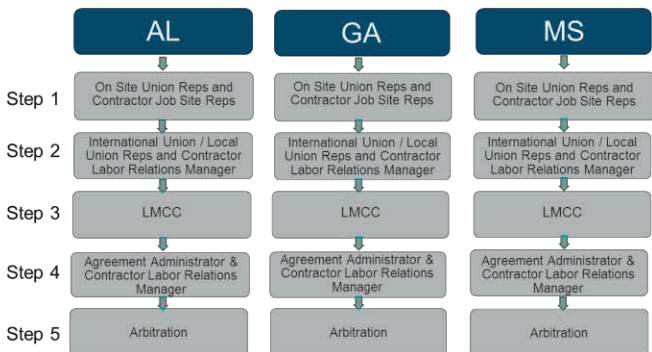 AL GA MS
Step 1
On Site Union Reps and
Contractor Job Site Reps
On Site Union Reps and
Contractor Job Site Reps
On Site Union Reps and
Contractor Job Site Reps
Step 2
International Union / Local
Union Reps and Contractor
Labor Relations Manager
International Union / Local
Union Reps and Contractor
Labor Relations Manager
International Union / Local
Union Reps and Contractor
Labor Relations Manager
Step 3
LMCC
LMCC
LMCC
Step 4
Agreement Administrator &
Contractor Labor Relations
Manager
Agreement Administrator &
Contractor Labor Relations
Manager
Agreement Administrator &
Contractor Labor Relations
Manager
Step 5
Arbitration
Arbitration
Arbitration